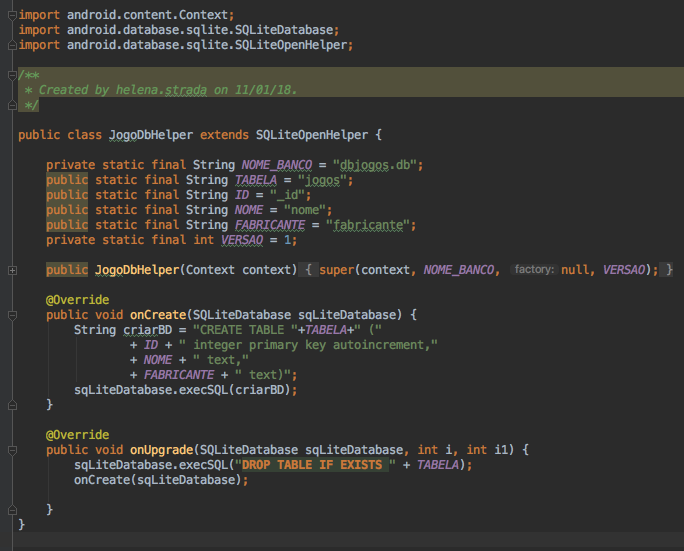 import android.content.Context;
import android.database.sqlite.SQLiteDatabase;
import android.database.sqlite.SQLiteOpenHelper;
/**
* Created by helena.strada on 11/01/18.
*/
public class JogoDbHelper extends SQLiteOpenHelper {
private static final String NOME_BANCO = "dbjogos.db";
public static final String TABELA = "jogos";
public static final String ID = "_id";
public static final String NOME = "nome";
public static final String FABRICANTE = "fabricante";
private static final int VERSAO = 1;
public JogoDbHelper(Context context) { super(context, NOME_BANCO, factory: null, VERSAO); }
@Override
public void onCreate(SQLiteDatabase sqLiteDatabase) {
String criarBD = "CREATE TABLE "+TABELA+" ("
+ ID + " integer primary key autoincrement,"
+ NOME + " text,"
+ FABRICANTE + " text)";
sqLiteDatabase.execSQL(criarBD);
}
@Override
public void onUpgrade(SQLiteDatabase sqLiteDatabase, int i, int i1) {
sqLiteDatabase.execSQL("DROP TABLE IF EXISTS " + TABELA);
onCreate(sqLiteDatabase);
}
}